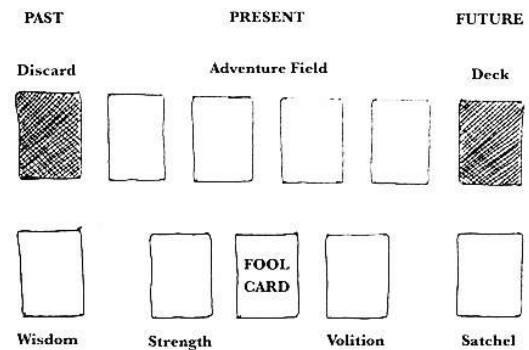 PAST PRESENT FUTURE
Discard Adventure Field Deck
FOOL
CARD
Wisdom Strength Volition Satchel